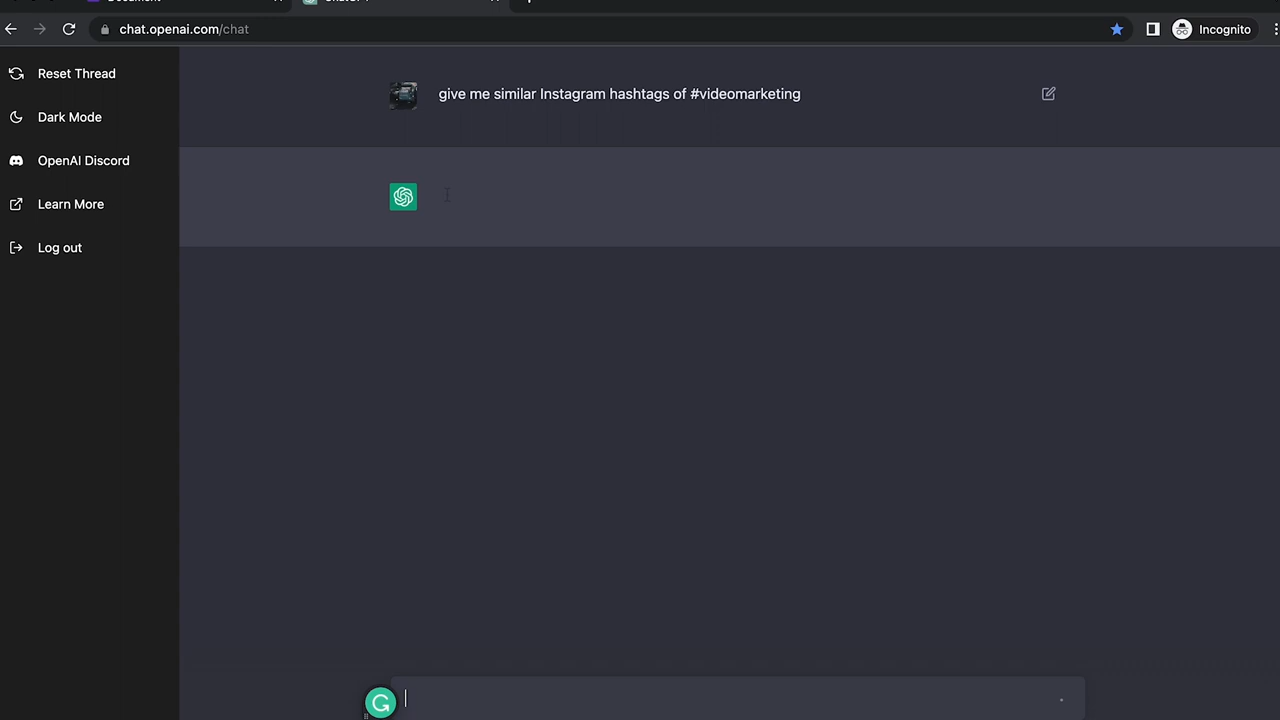 chat.openai.com/chat
Incognito
Reset Thread
Dark Mode
OpenAI Discord
Learn More
Log out
give me similar Instagram hashtags of #videomarketing